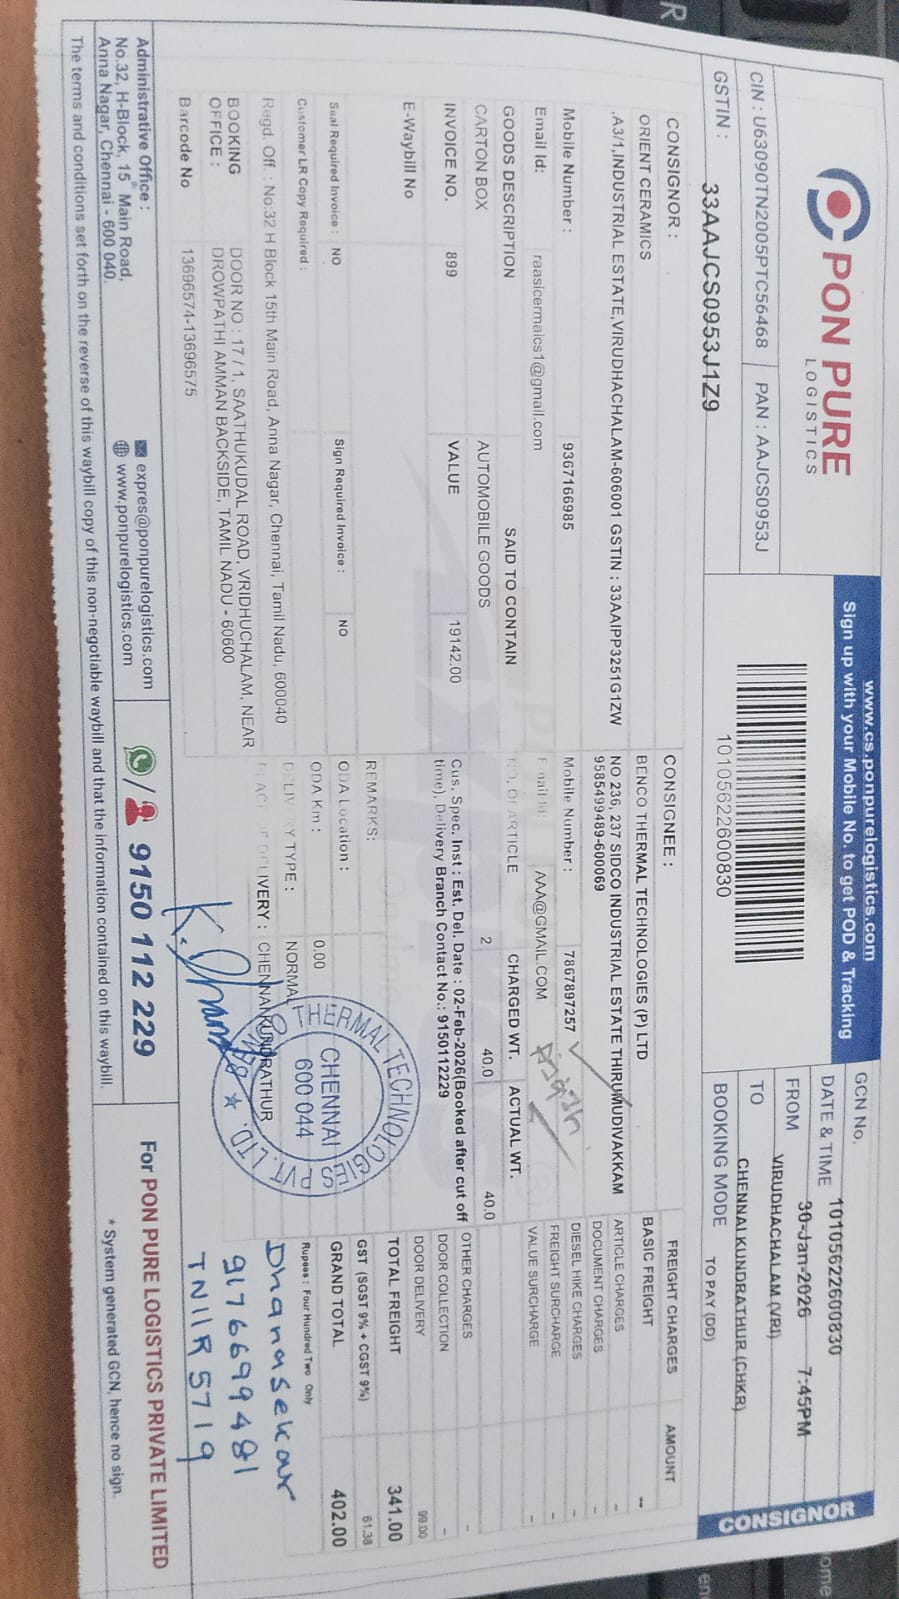 PON PURE
LOGISTICS
www.cs.ponpurelogistics.com
Sign up with your Mobile No. to get POD & Tracking
CIN : U63090TN2005PTC56468 PAN : AAJCS0953J
GSTIN : 33AAJCS0953J1Z9
10105622600830
GCN No. 10105622600830
DATE & TIME 30-Jan-2026 7:45PM
FROM VIRUDHACHALAM (VRI)
TO CHENNAI KUNDRATHUR (CHKR)
BOOKING MODE TO PAY (DD)
CONSIGNOR
CONSIGNOR :
ORIENT CERAMICS
,A3/1,INDUSTRIAL ESTATE,VIRUDHACHALAM-606001 GSTIN : 33AAIPP3251G1ZW
Mobile Number : 9367166985
Email Id: raasicermaics1@gmail.com
CONSIGNEE :
BENCO THERMAL TECHNOLOGIES (P) LTD
NO 236, 237 SIDCO INDUSTRIAL ESTATE THIRUMUDIVAKKAM
9585499489-600069
Mobile Number : 7867897257
Email Id: AAA@GMAIL.COM
GOODS DESCRIPTION SAID TO CONTAIN NO. OF ARTICLE CHARGED WT. ACTUAL WT.
CARTON BOX AUTOMOBILE GOODS 2 40.0 40.0
INVOICE NO. 899 VALUE 19142.00
Cus. Spec. Inst : Est. Del. Date : 02-Feb-2026(Booked after cut off
time), Delivery Branch Contact No.: 9150112229
E-Waybill No
REMARKS:
Seal Required Invoice : NO Sign Required Invoice : NO
ODA Location :
Customer LR Copy Required :
ODA Km : 0.00
Regd. Off. : No:32 H Block 15th Main Road, Anna Nagar, Chennai, Tamil Nadu, 600040
DELIVERY TYPE : NORMAL
BOOKING OFFICE : DOOR NO : 17 / 1, SAATHUKUDAL ROAD, VRIDHUCHALAM, NEAR
DROWPATHI AMMAN BACKSIDE, TAMIL NADU - 60600
PLACE OF DELIVERY : CHENNAI KUNDRATHUR
Barcode No 13696574-13696575
FREIGHT CHARGES AMOUNT
BASIC FREIGHT --
ARTICLE CHARGES -
DOCUMENT CHARGES -
DIESEL HIKE CHARGES -
FREIGHT SURCHARGE -
VALUE SURCHARGE -
OTHER CHARGES -
DOOR COLLECTION -
DOOR DELIVERY 99.00
TOTAL FREIGHT 341.00
GST (SGST 9% + CGST 9%) 61.38
GRAND TOTAL 402.00
Rupees : Four Hundred Two Only
THERMAL TECHNOLOGIES PVT. LTD.
CHENNAI
600 044
Dhanasekar
9176699481
TN11R5719
Administrative Office :
No.32, H-Block, 15th Main Road,
Anna Nagar, Chennai - 600 040.
expres@ponpurelogistics.com
www.ponpurelogistics.com
/ 9150 112 229
For PON PURE LOGISTICS PRIVATE LIMITED
* System generated GCN, hence no sign.
The terms and conditions set forth on the reverse of this waybill copy of this non-negotiable waybill and that the information contained on this waybill.